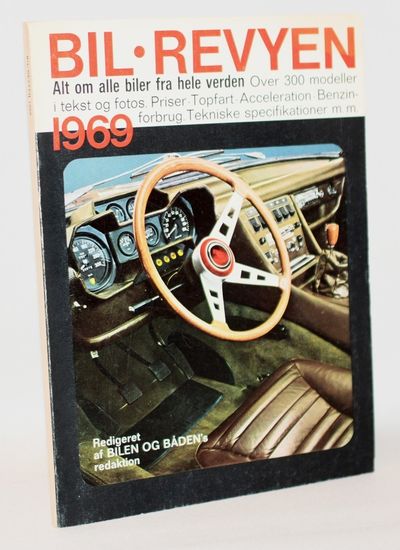 BIL·REVYEN
Alt om alle biler fra hele verden Over 300 modeller
i tekst og fotos. Priser·Topfart·Acceleration·Benzin-
1969 forbrug. Tekniske specifikationer m. m.
Redigeret
af BILEN OG BÅDEN's
redaktion